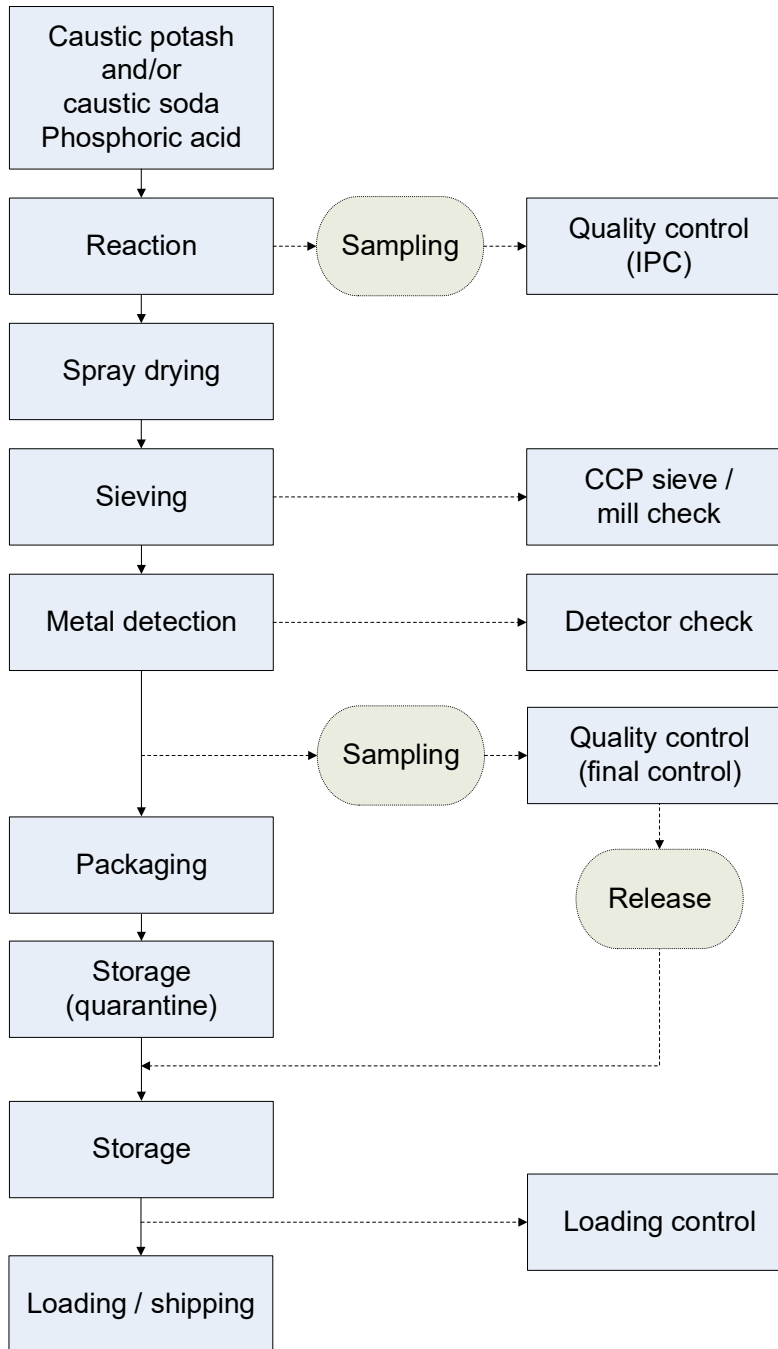 Caustic potash
and/or
caustic soda
Phosphoric acid
Reaction
Sampling
Quality control
(IPC)
Spray drying
Sieving
CCP sieve /
mill check
Metal detection
Detector check
Sampling
Quality control
(final control)
Packaging
Release
Storage
(quarantine)
Storage
Loading control
Loading / shipping